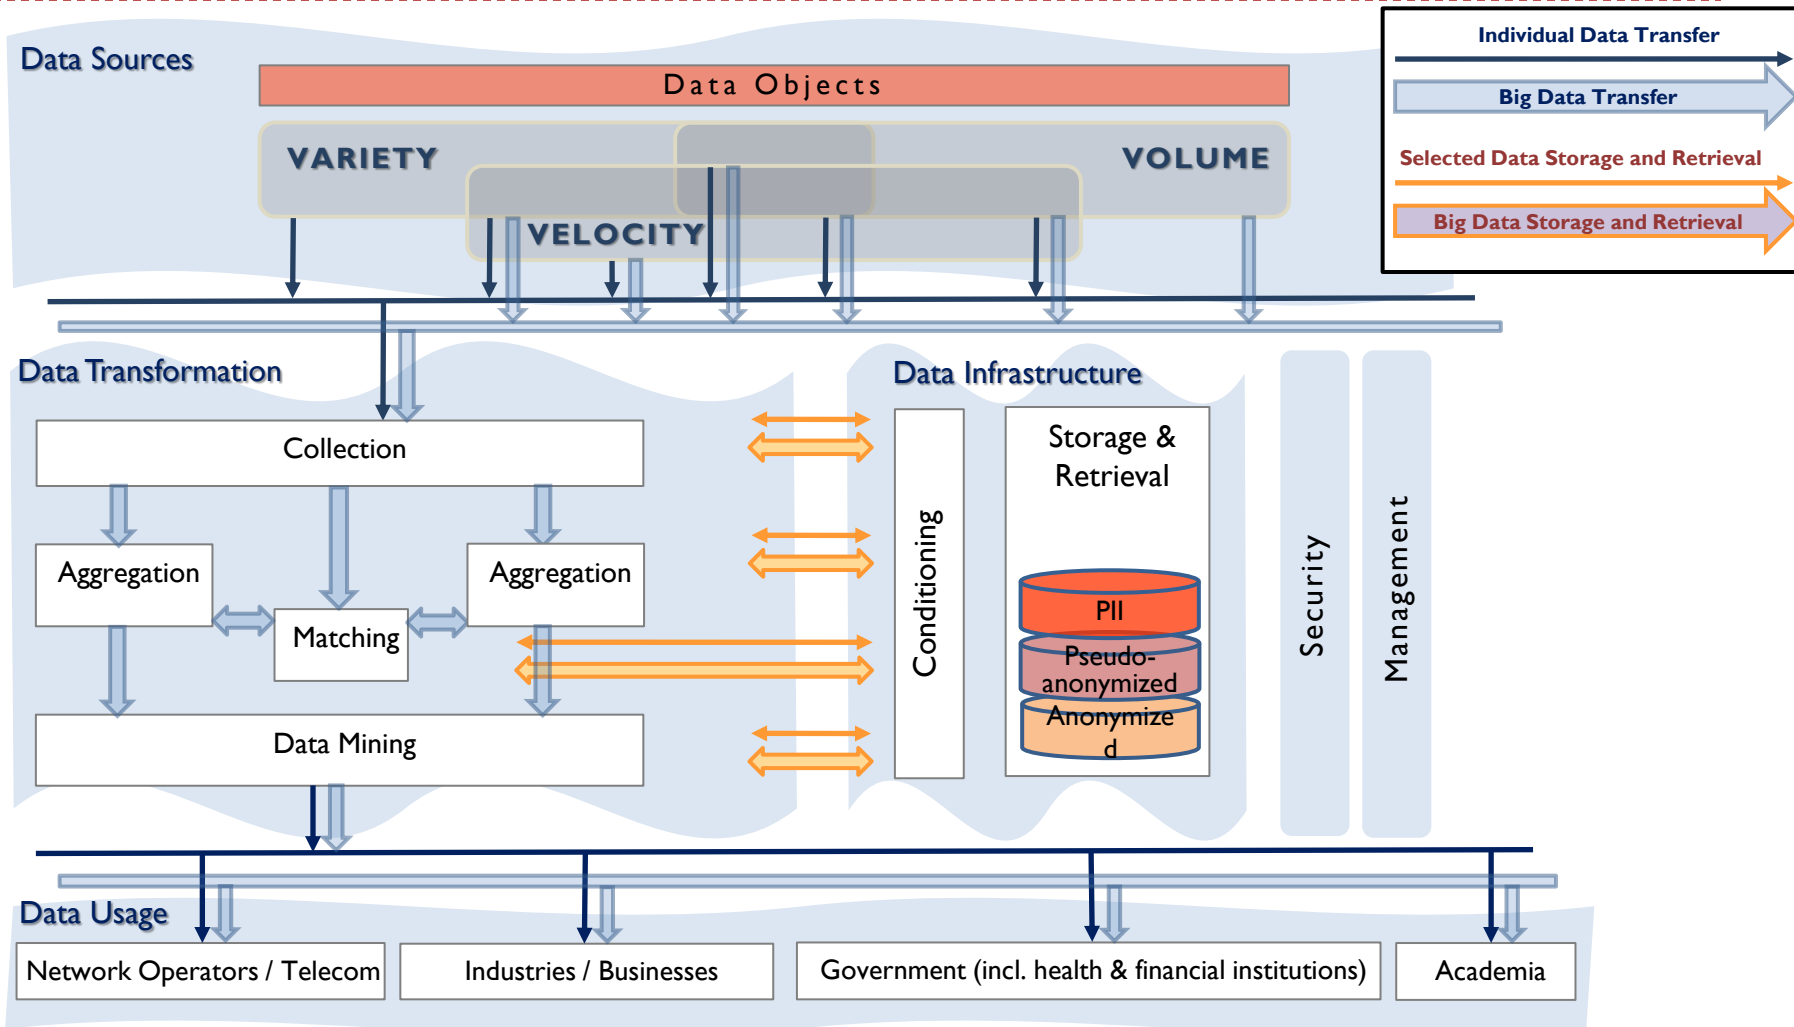 Individual Data Transfer
Big Data Transfer
Selected Data Storage and Retrieval
Big Data Storage and Retrieval
Data Sources
Data Objects
VARIETY
VOLUME
VELOCITY
Data Transformation
Collection
Aggregation
Aggregation
Matching
Data Mining
Data Infrastructure
Conditioning
Storage &
Retrieval
PII
Pseudo-
anonymized
Anonymize
d
Security
Management
Data Usage
Network Operators / Telecom
Industries / Businesses
Government (incl. health & financial institutions)
Academia